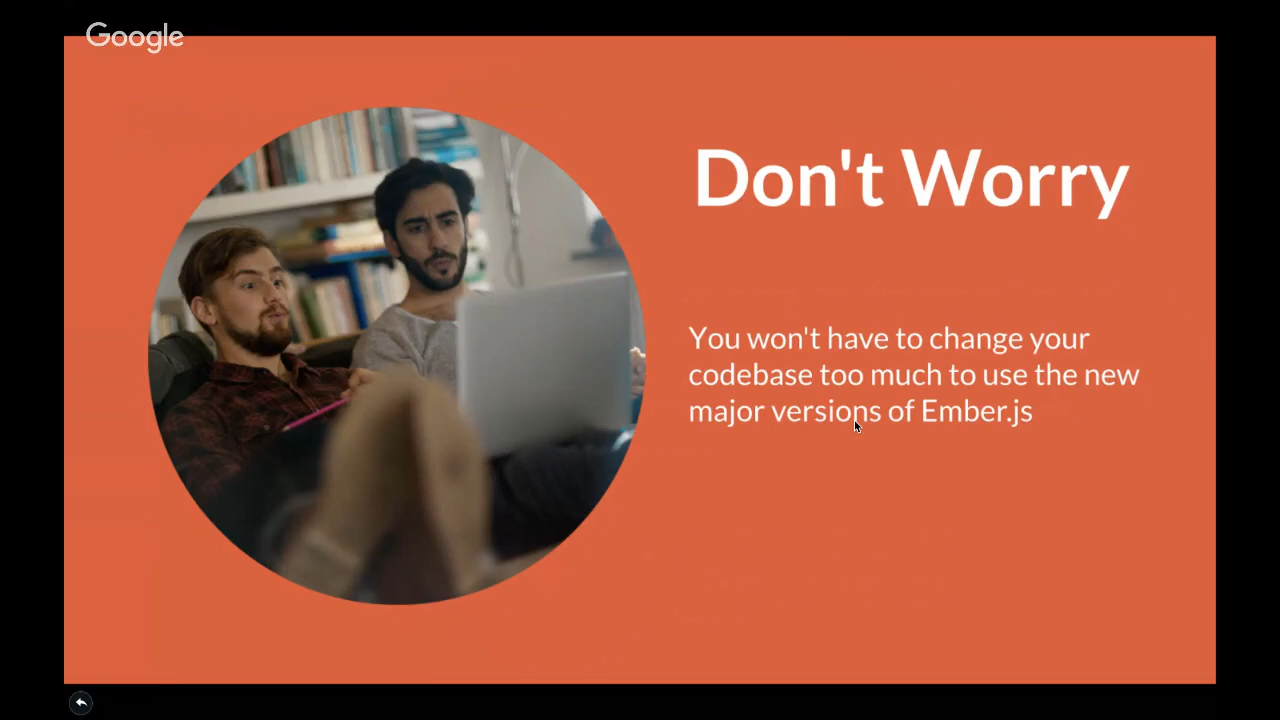 Google
Don't Worry
You won't have to change your
codebase too much to use the new
major versions of Ember.js